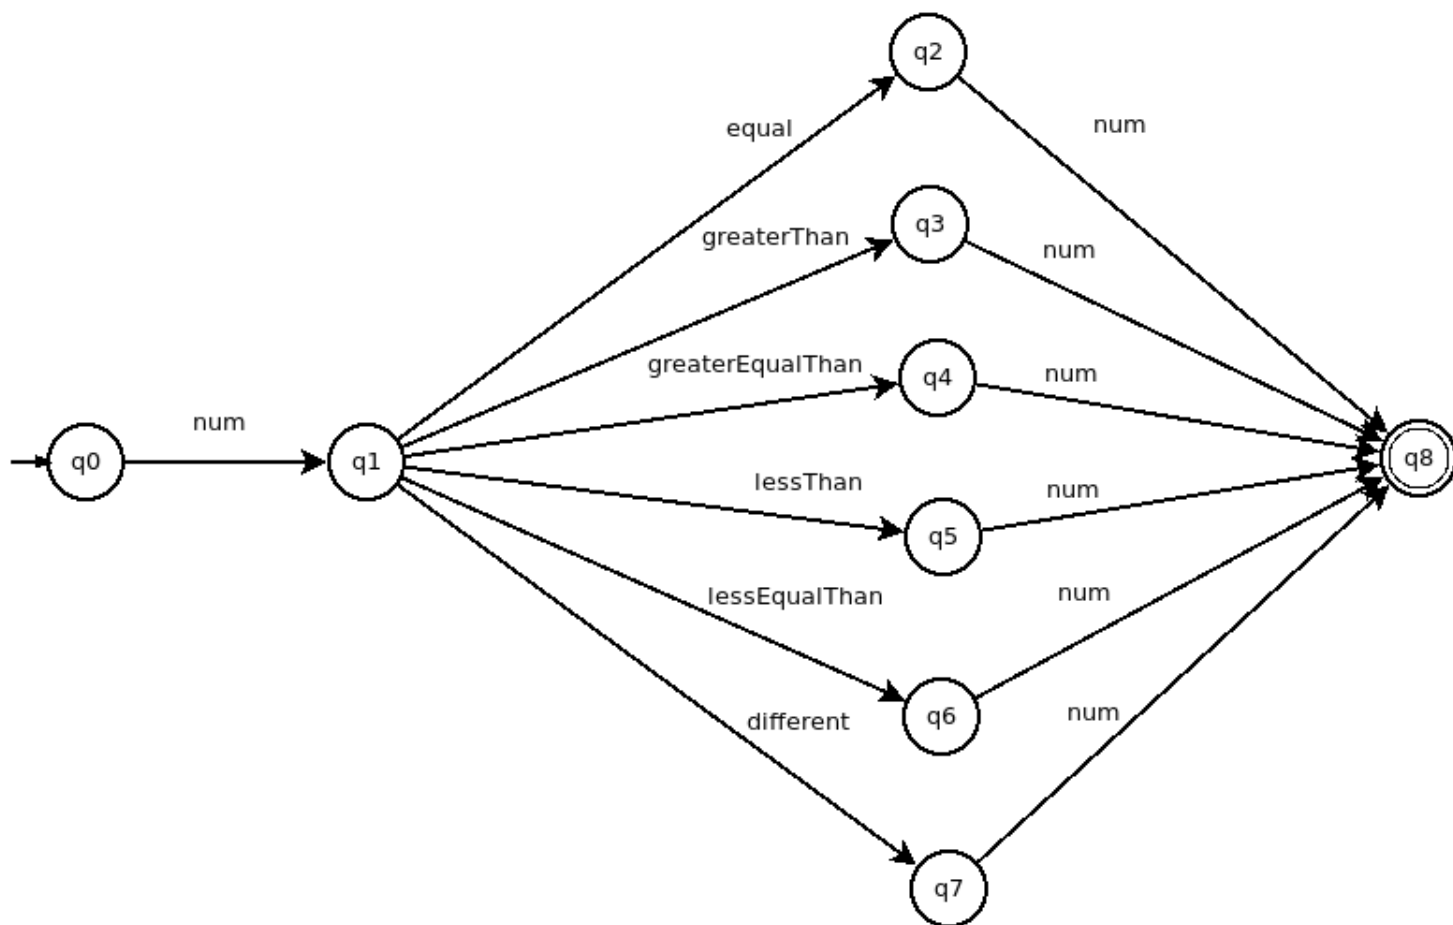 q2
equal
num
q3
greaterThan
num
greaterEqualThan
q4
num
num
q0
q1
q8
lessThan
num
q5
lessEqualThan
num
q6
different
num
q7